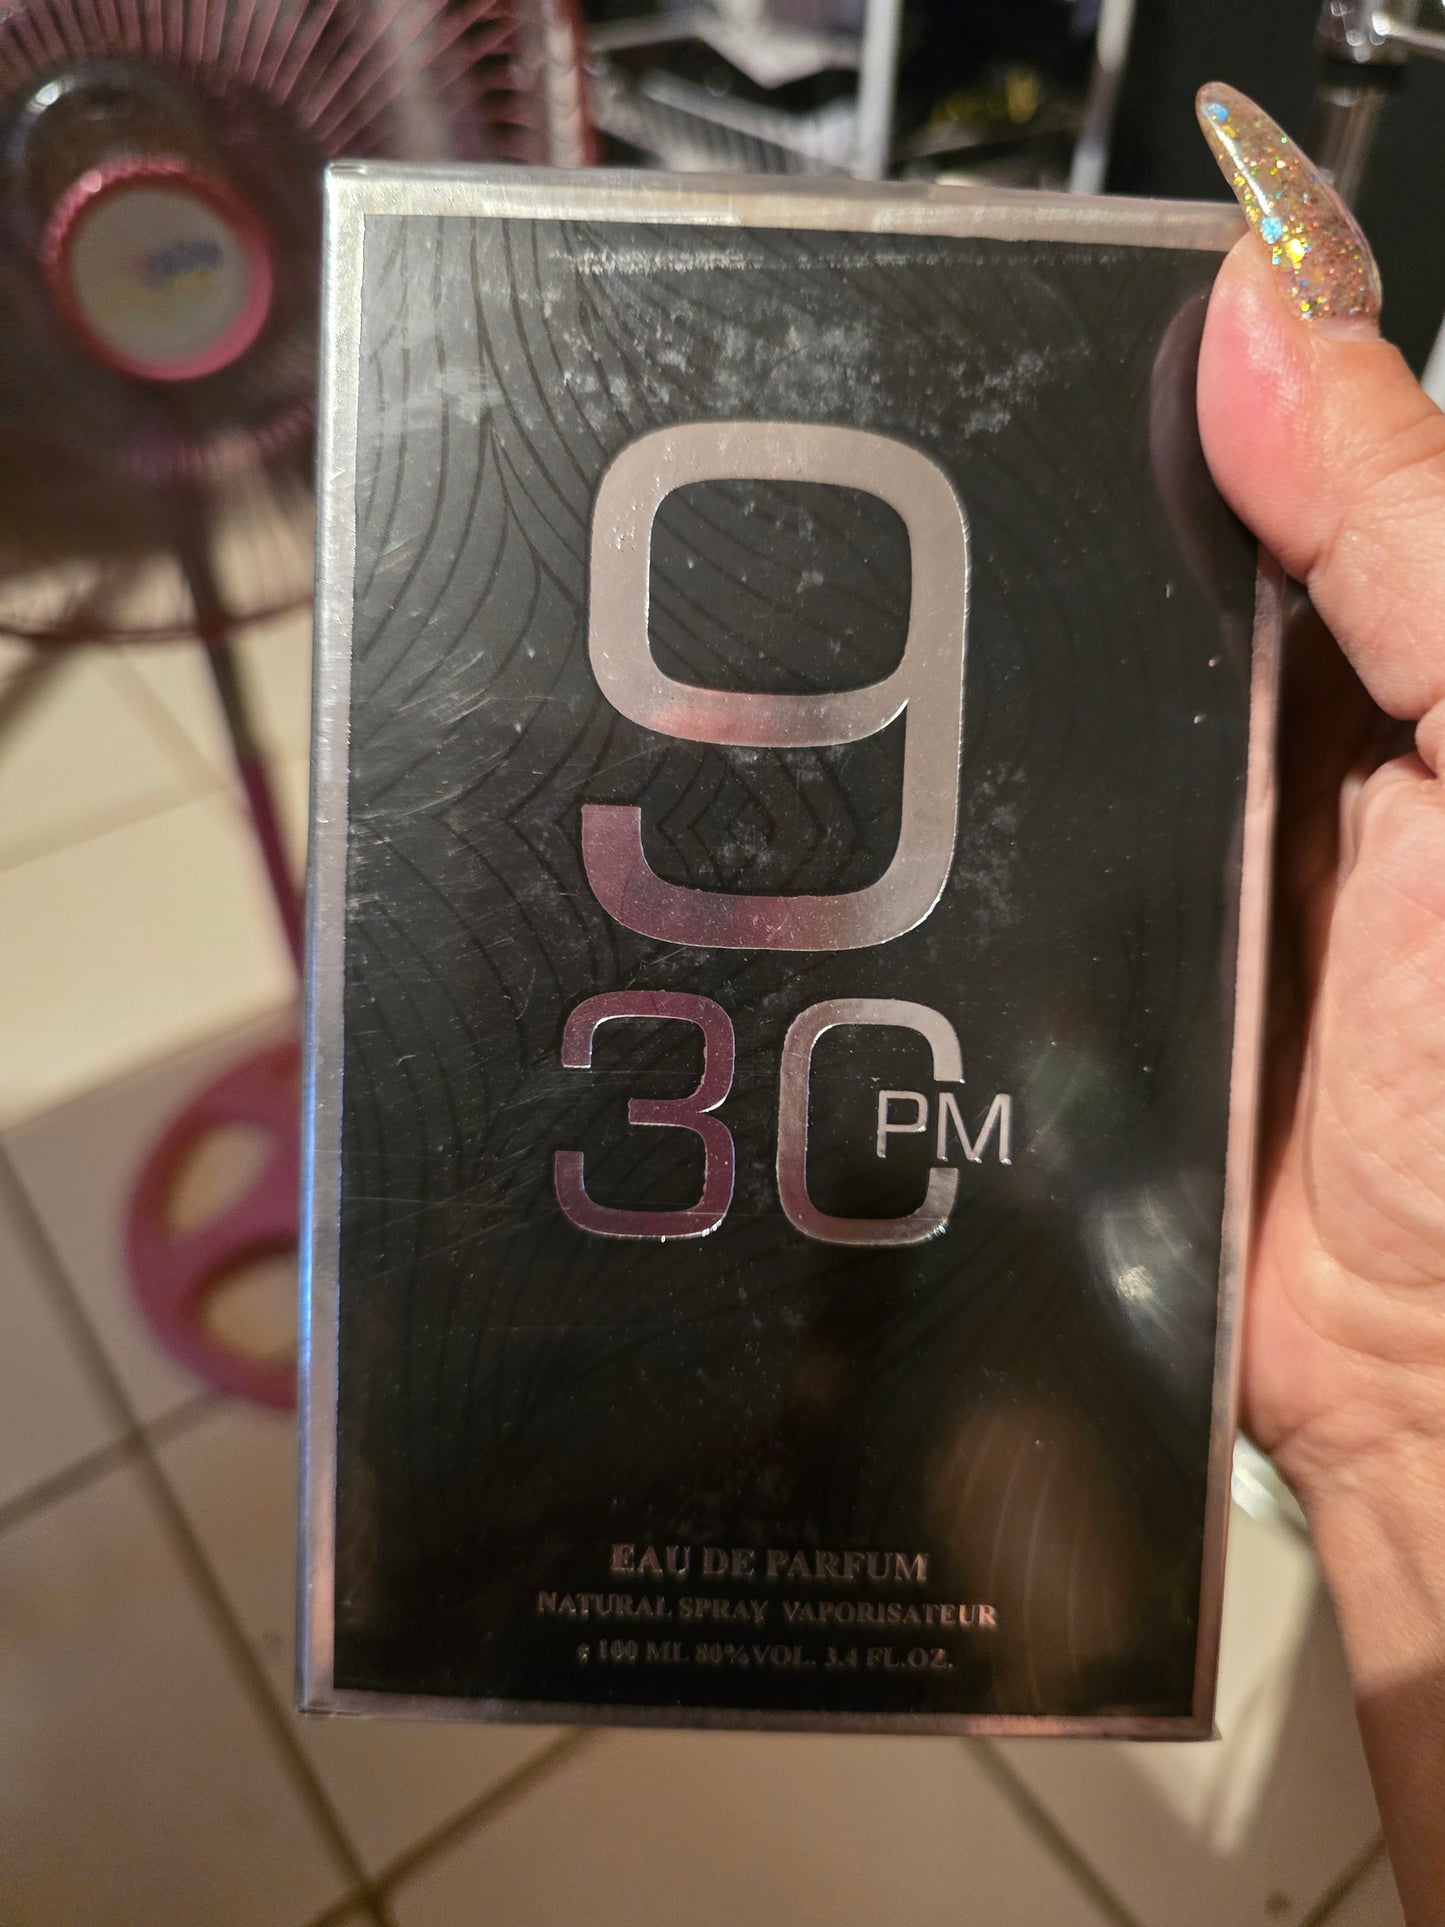 9
30 PM
EAU DE PARFUM
NATURAL SPRAY VAPORISATEUR
e 100 ML 80% VOL. 3.4 FL.OZ.